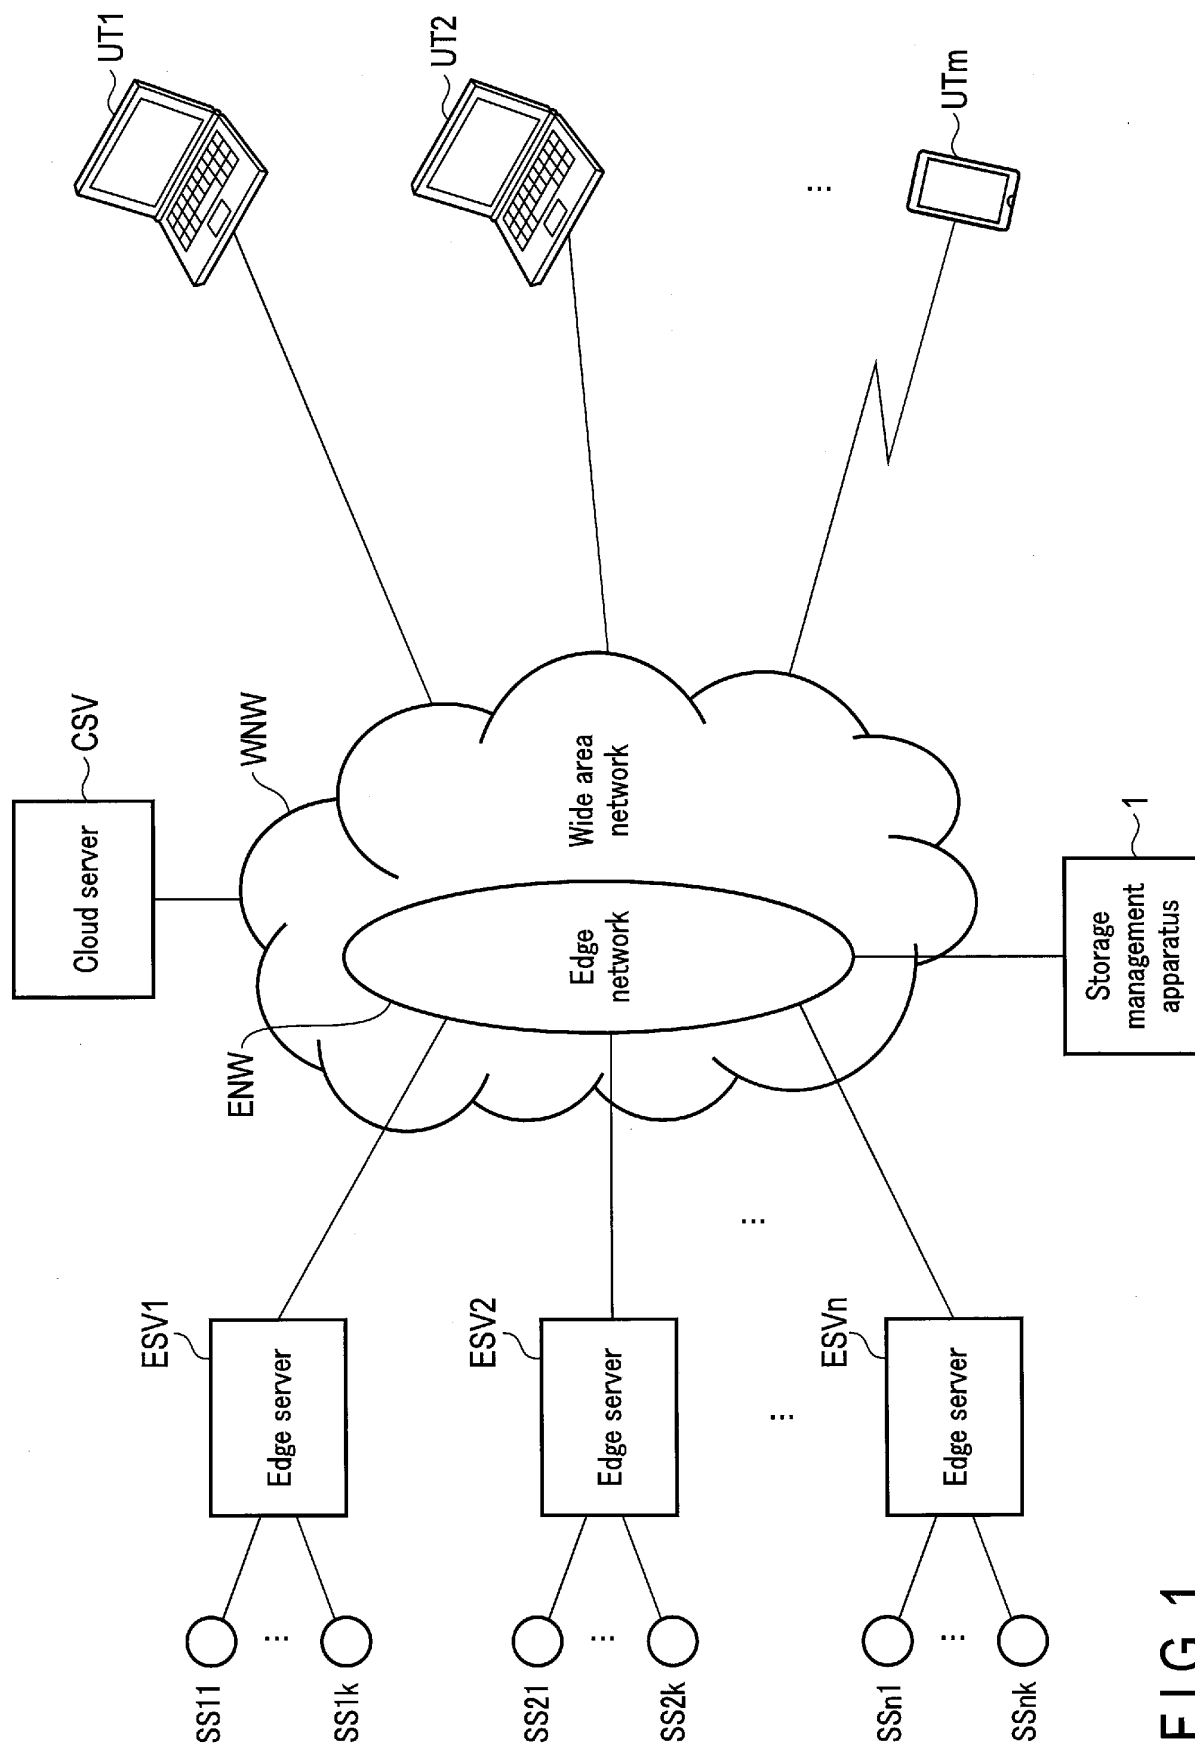 CSV
Cloud server
WNW
UT1
UT2
...
UTm
ENW
Edge
network
Wide area
network
ESV1
Edge server
ESV2
Edge server
...
...
ESVn
Edge server
SS11
...
SS1k
SS21
...
SS2k
SSn1
...
SSnk
1
Storage
management
apparatus
FIG. 1